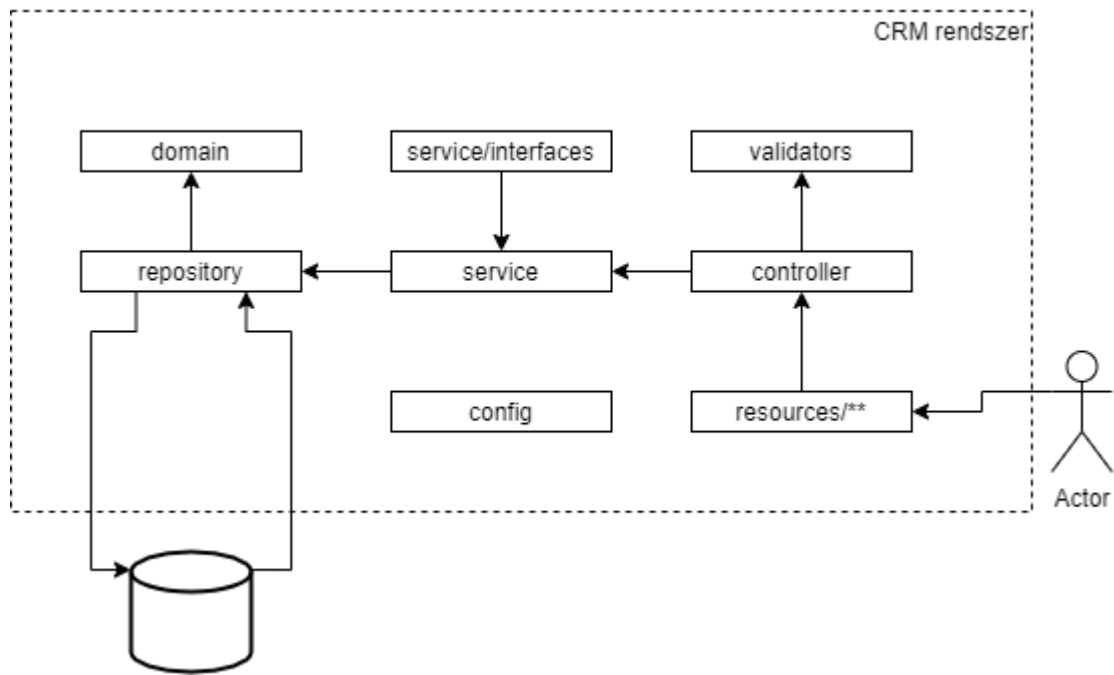 CRM rendszer
domain
service/interfaces
validators
repository
service
controller
config
resources/**
Actor